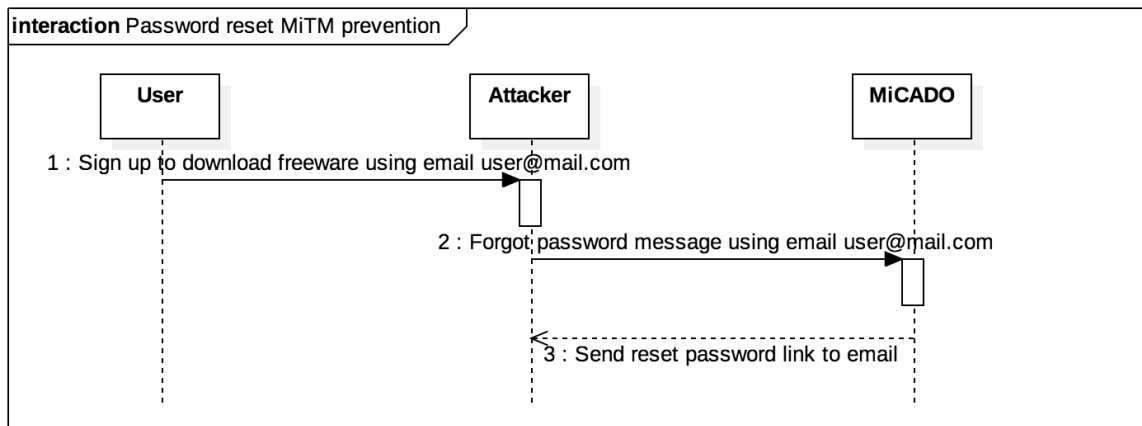 interaction Password reset MiTM prevention
User
Attacker
MiCADO
1 : Sign up to download freeware using email user@mail.com
2 : Forgot password message using email user@mail.com
3 : Send reset password link to email